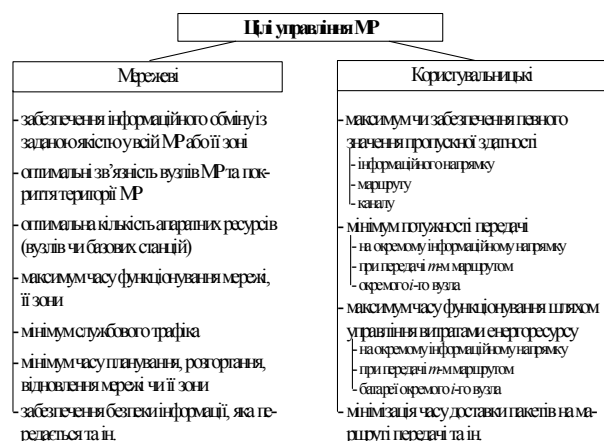 Цілі управління МР
Мережеві
- забезпечення інформаційного обміну із
заданою якістю у всій МР або її зоні
- оптимальні зв'язність вузлів МР та пок-
риття території МР
- оптимальна кількість апаратних ресурсів
(вузлів чи базових станцій)
- максимум часу функціонування мережі,
її зони
- мінімум службового трафіка
- мінімум часу планування, розгортання,
відновлення мережі чи її зони
- забезпечення безпеки інформації, яка пе-
редається та ін.
Користувальницькі
- максимум чи забезпечення певного
значення пропускної здатності
- інформаційного напрямку
- маршруту
- каналу
- мінімум потужності передачі
- на окремому інформаційному напрямку
- при передачі m-м маршрутом
- окремого i-го вузла
- максимум часу функціонування шляхом
управління витратами енергоресурсу
- на окремому інформаційному напрямку
- при передачі m-м маршрутом
- батареї окремого i-го вузла
- мінімізація часу доставки пакетів на ма-
ршруті передачі та ін.